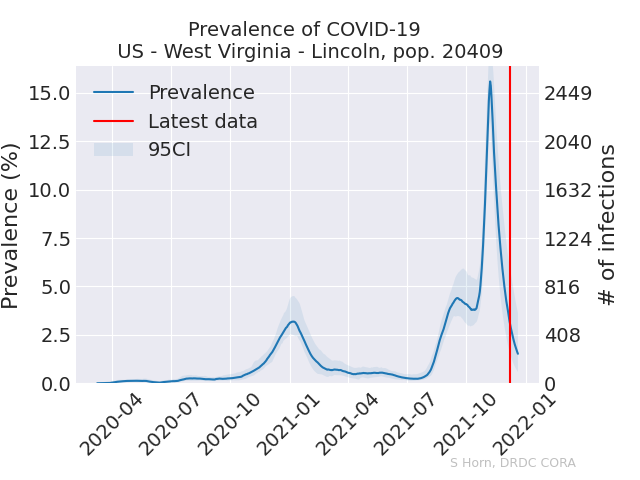 Prevalence of COVID-19
US - West Virginia - Lincoln, pop. 20409
Prevalence
Latest data
95CI
Prevalence (%)
15.0
12.5
10.0
7.5
5.0
2.5
0.0
2449
2040
1632
1224
816
408
0
# of infections
2020-04
2020-07
2020-10
2021-01
2021-04
2021-07
2021-10
2022-01
S Horn, DRDC CORA